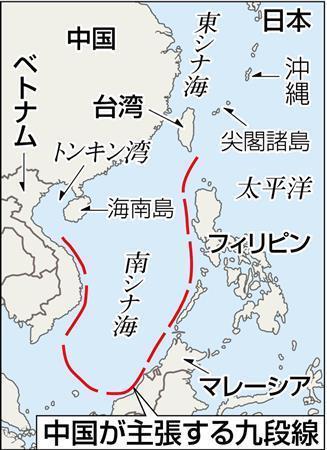 日本
中国
東シナ海
沖縄
ベトナム
台湾
尖閣諸島
トンキン湾
太平洋
海南島
フィリピン
南シナ海
マレーシア
中国が主張する九段線